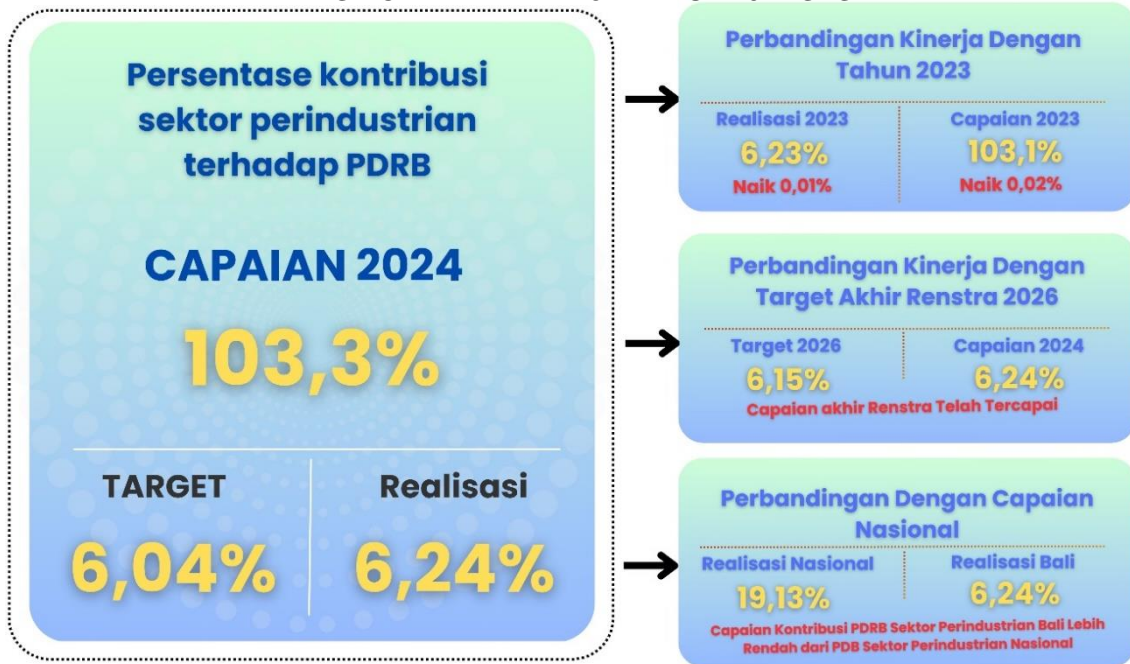 Persentase kontribusi
sektor perindustrian
terhadap PDRB
CAPAIAN 2024
103,3%
TARGET
Realisasi
6,04%
6,24%
Perbandingan Kinerja Dengan
Tahun 2023
Realisasi 2023
Capaian 2023
6,23%
103,1%
Naik 0,01%
Naik 0,02%
Perbandingan Kinerja Dengan
Target Akhir Renstra 2026
Target 2026
Capaian 2024
6,15%
6,24%
Capaian akhir Renstra Telah Tercapai
Perbandingan Dengan Capaian
Nasional
Realisasi Nasional
Realisasi Bali
19,13%
6,24%
Capaian Kontribusi PDRB Sektor Perindustrian Bali Lebih
Rendah dari PDB Sektor Perindustrian Nasional